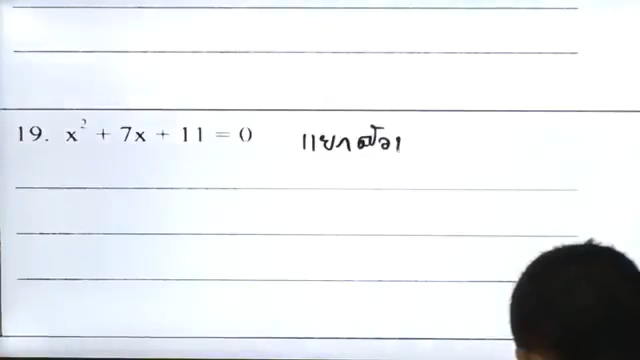 19. x² + 7x + 11 = 0 แยกตัว